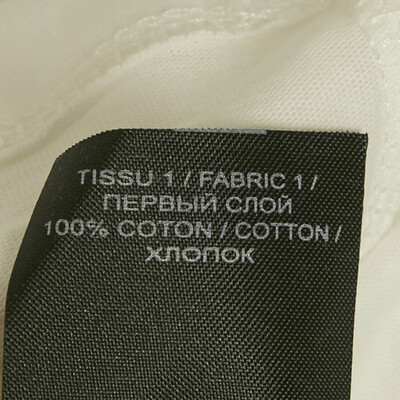 TISSU 1 / FABRIC 1 /
ПЕРВЫЙ СЛОЙ
100% COTON / COTTON /
ХЛОПОК